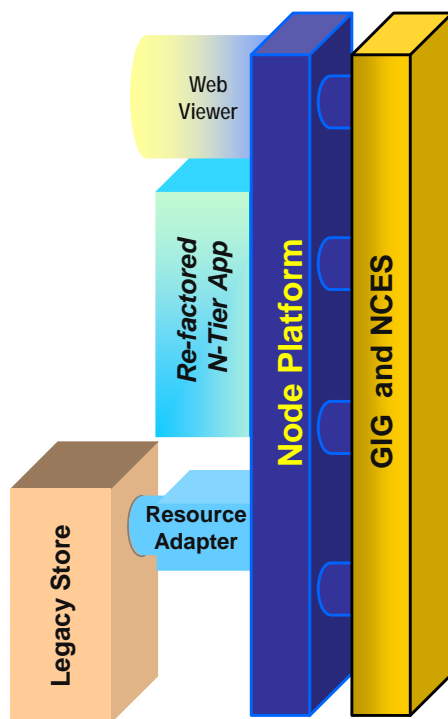 Web
Viewer
Re-factored
N-Tier App
Node Platform
GIG and NCES
Resource
Adapter
Legacy Store